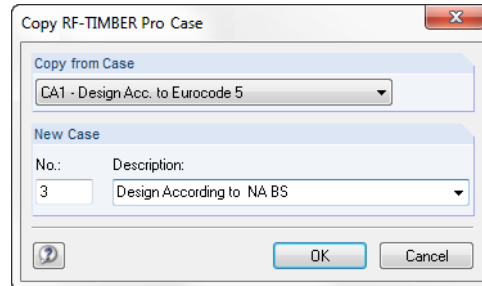 Copy RF-TIMBER Pro Case
Copy from Case
CA1 - Design Acc. to Eurocode 5
New Case
No.: Description:
3 Design According to NA BS
OK Cancel